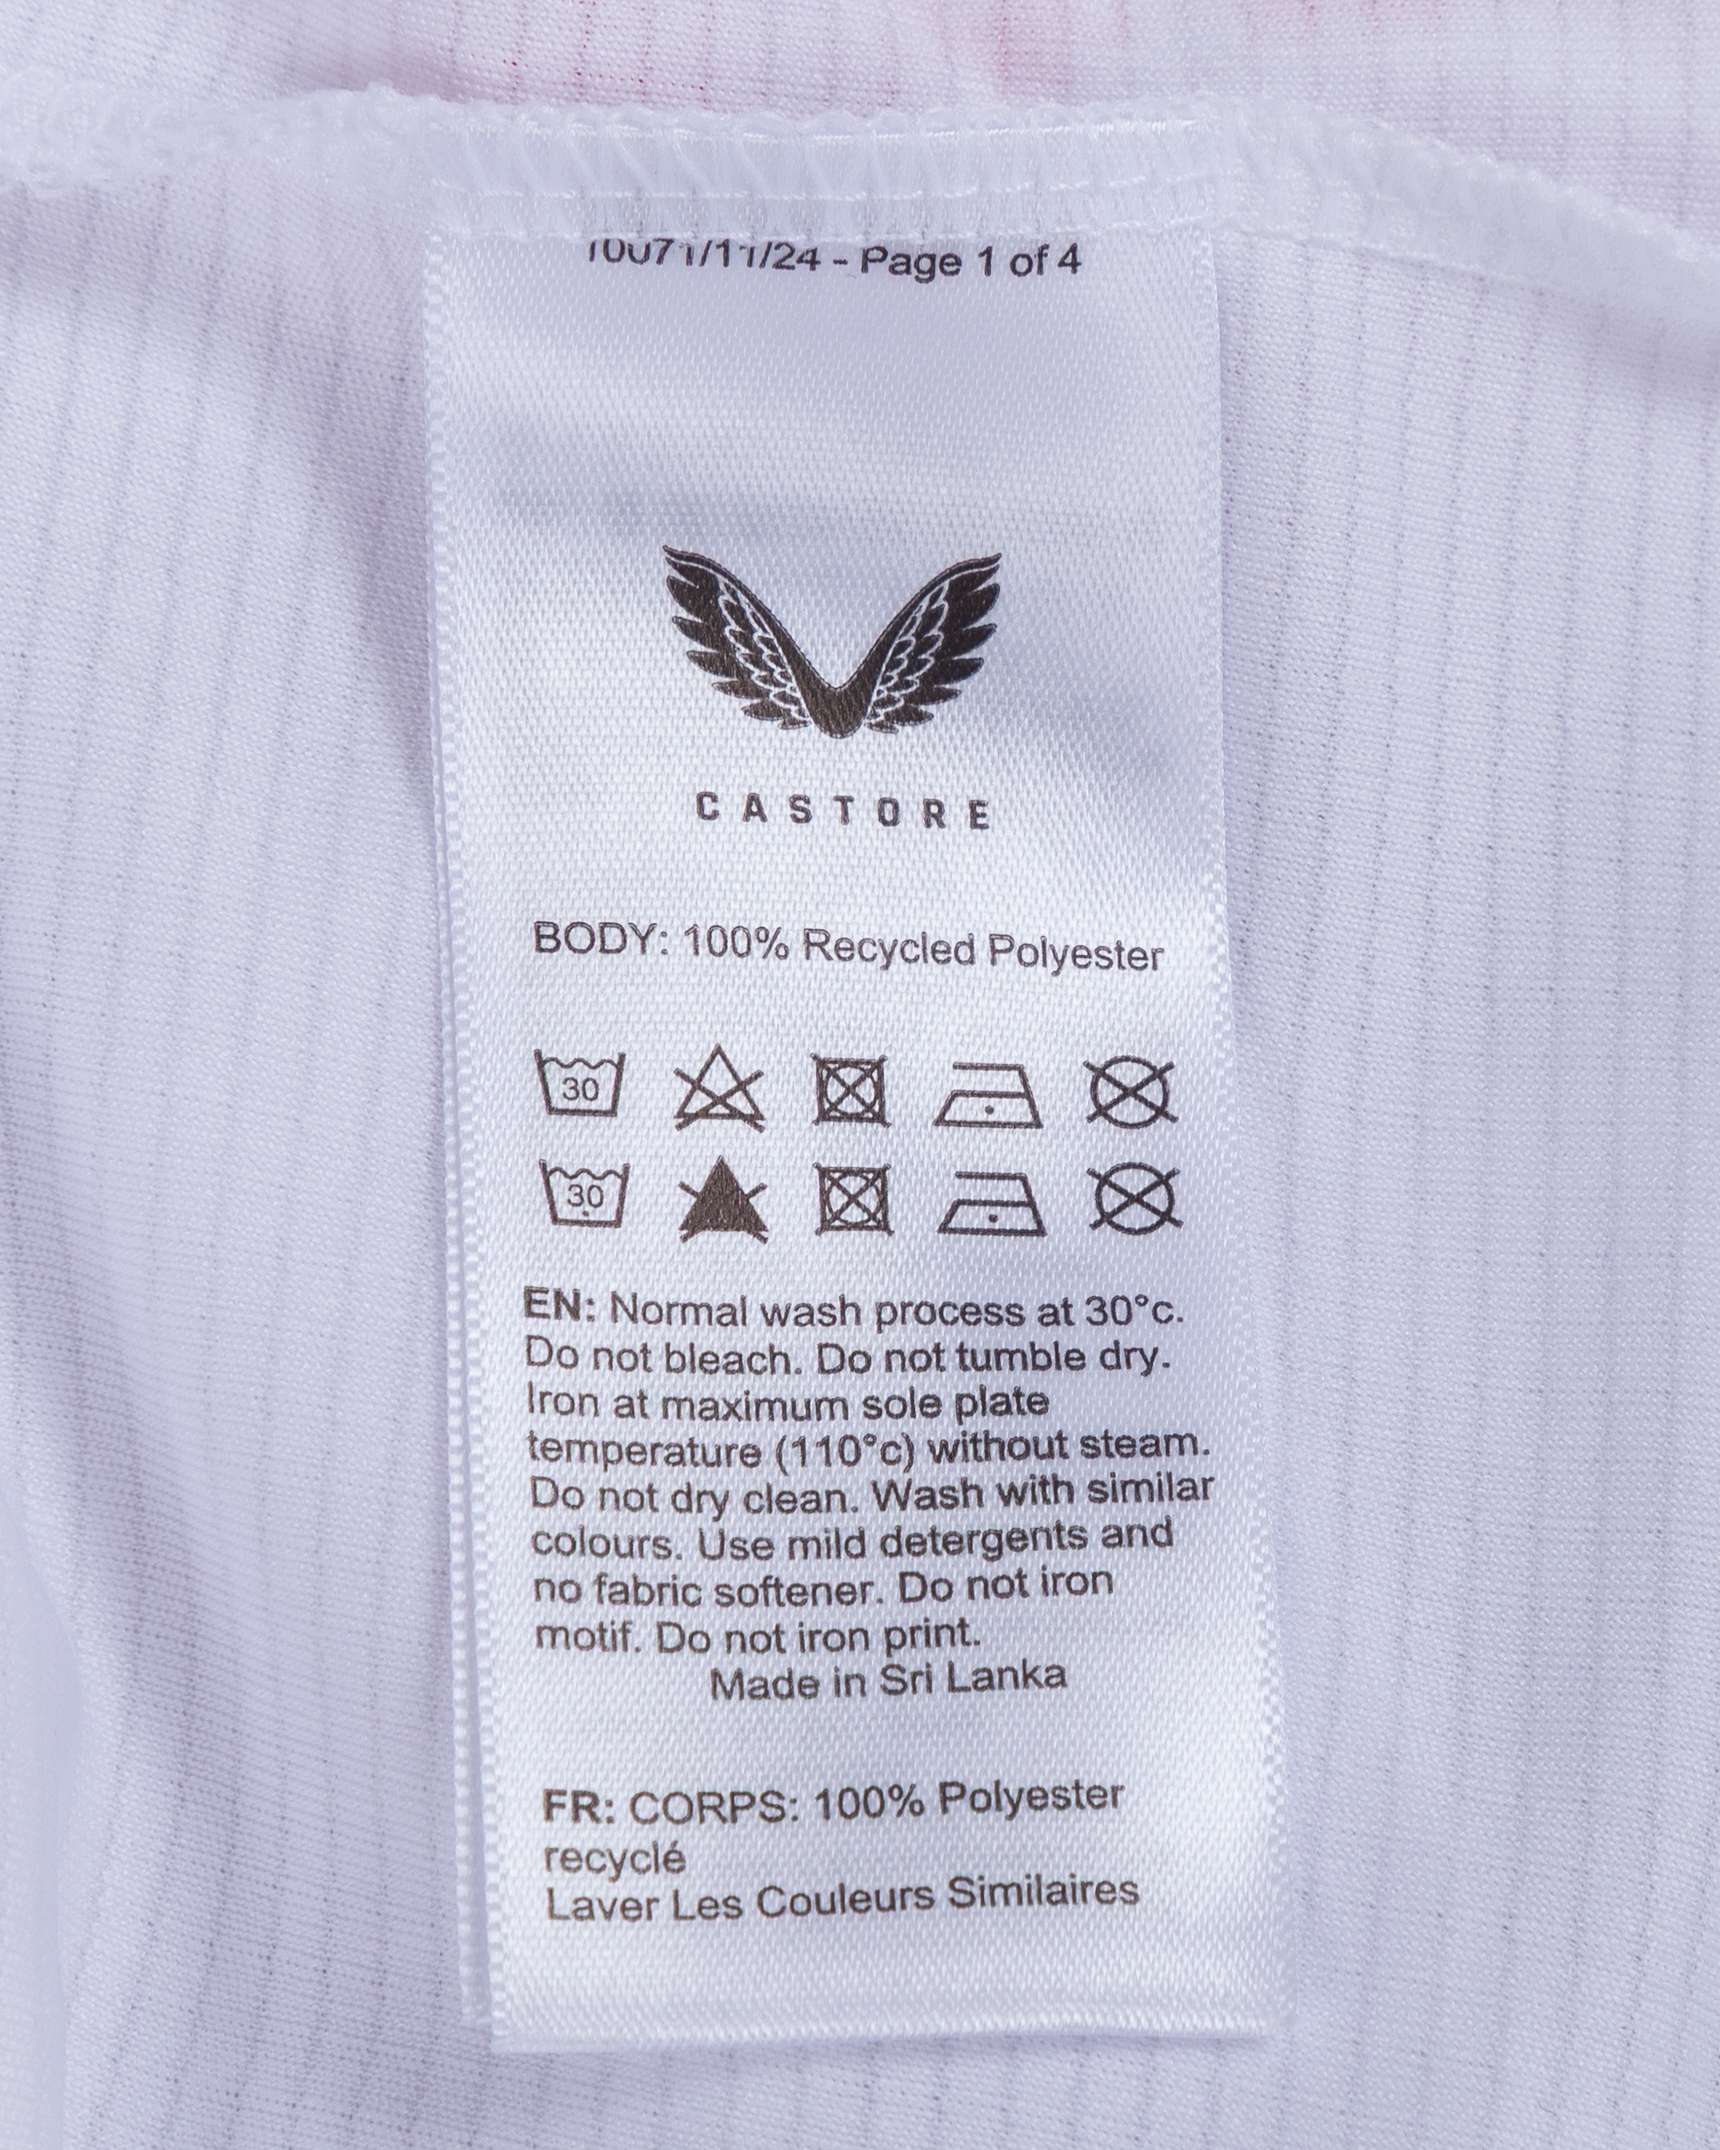 - Page 1 of 4
CASTORE
BODY: 100% Recycled Polyester
30
30
EN: Normal wash process at 30°c.
Do not bleach. Do not tumble dry.
Iron at maximum sole plate
temperature (110°c) without steam.
Do not dry clean. Wash with similar
colours. Use mild detergents and
no fabric softener. Do not iron
motif. Do not iron print.
Made in Sri Lanka
FR: CORPS: 100% Polyester
recyclé
Laver Les Couleurs Similaires